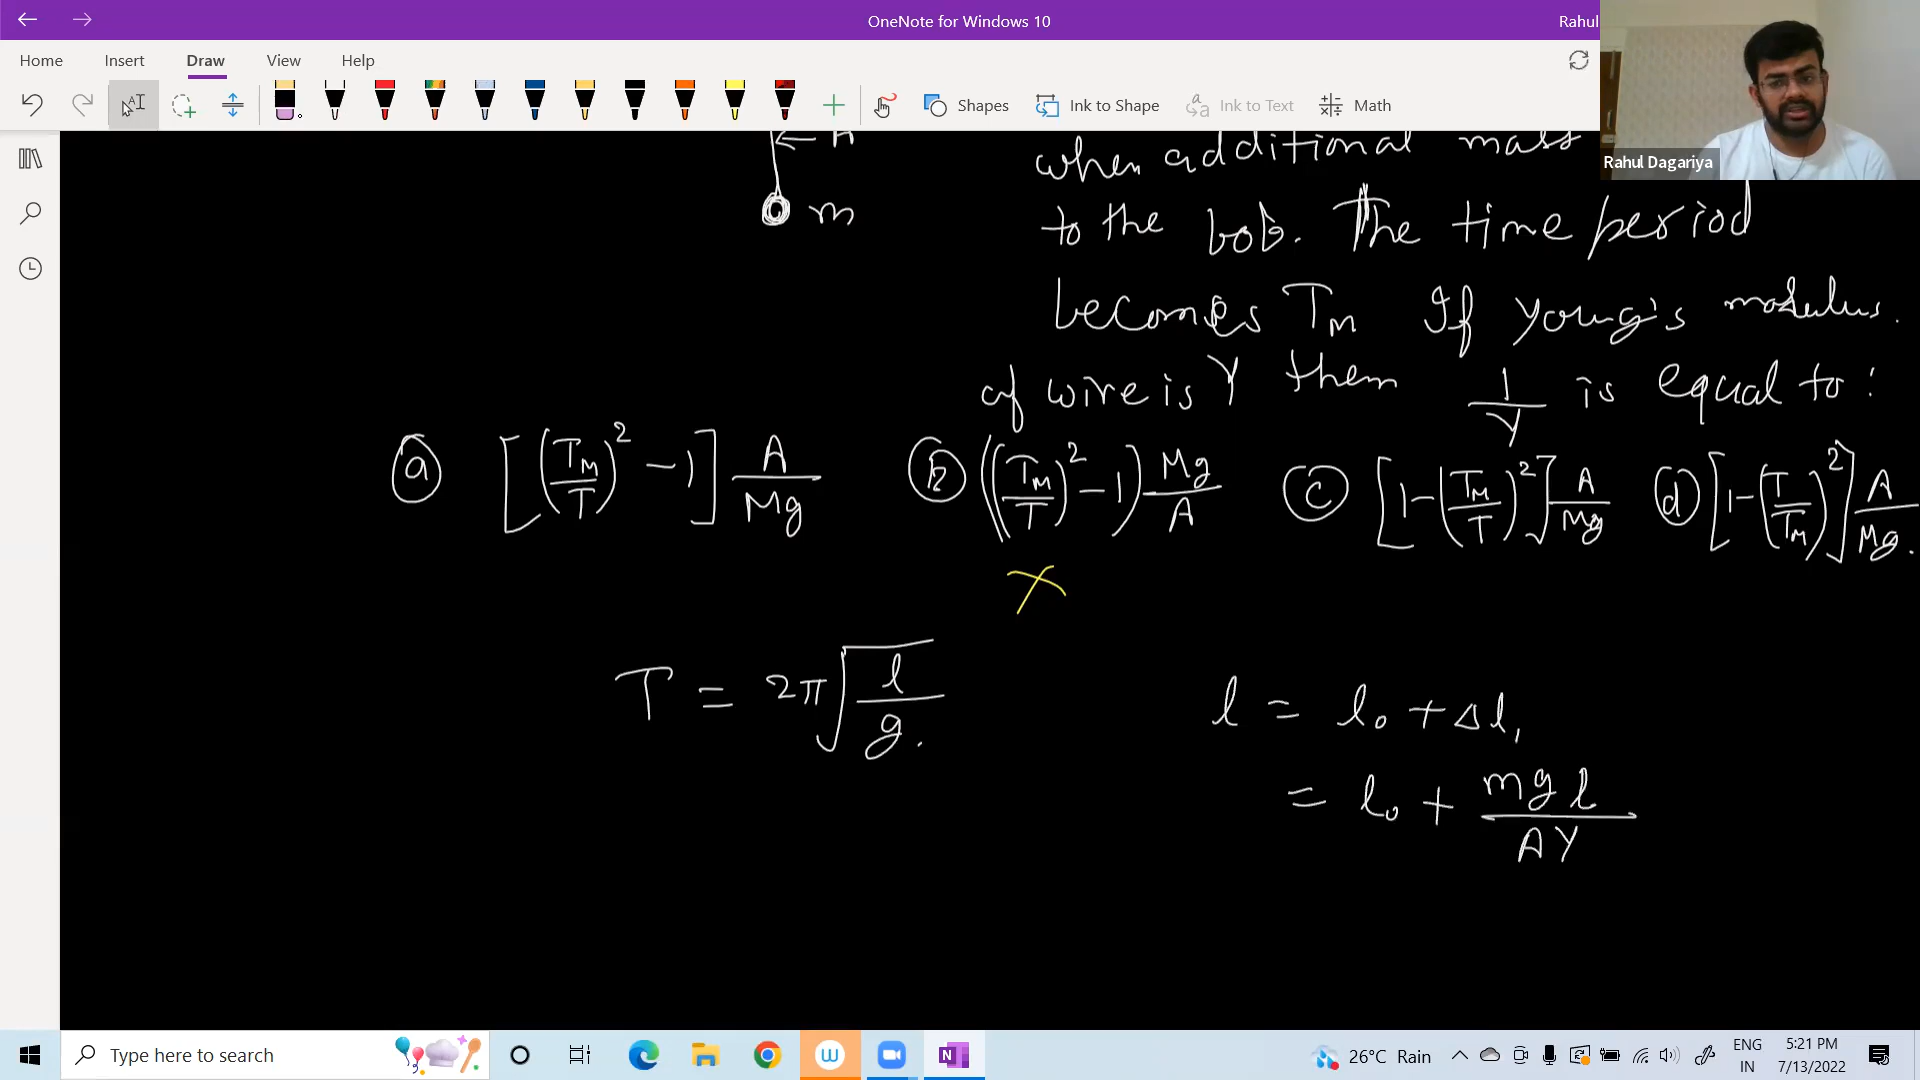 OneNote for Windows 10
Rahul
Home Insert Draw View Help
Shapes Ink to Shape Ink to Text Math
Rahul Dagariya
m
when additional mass
to the bob. The time period
becomes T_M If young's modulus.
of wire is Y them 1/Y is equal to :
(a) [(T_M/T)^2 - 1] A/Mg (b) ((T_M/T)^2 - 1) Mg/A (c) [1 - (T_M/T)^2] A/Mg (d) [1 - (T/T_M)^2] A/Mg.
T = 2π√(l/g). l = l_0 + Δl_1
= l_0 + mgl/AY
Type here to search
26°C Rain
ENG
IN
5:21 PM
7/13/2022